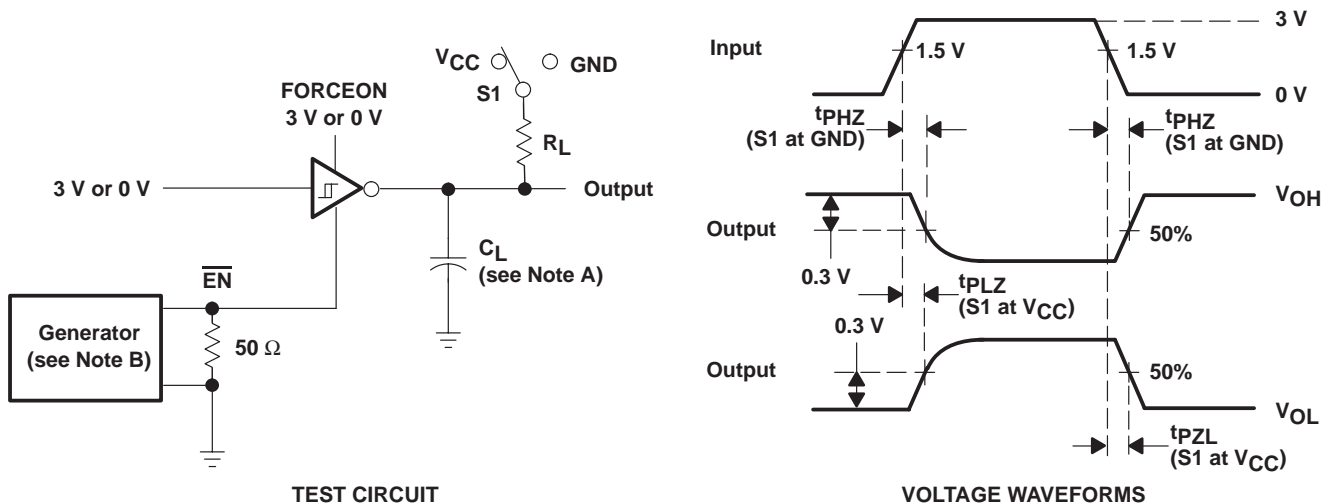 VCC
GND
S1
FORCEON
3 V or 0 V
RL
3 V or 0 V
Output
CL
(see Note A)
EN
Generator
(see Note B)
50 Ω
TEST CIRCUIT
3 V
Input
1.5 V
1.5 V
0 V
tPHZ
(S1 at GND)
tPHZ
(S1 at GND)
VOH
Output
50%
0.3 V
tPLZ
(S1 at VCC)
0.3 V
Output
50%
VOL
tPZL
(S1 at VCC)
VOLTAGE WAVEFORMS